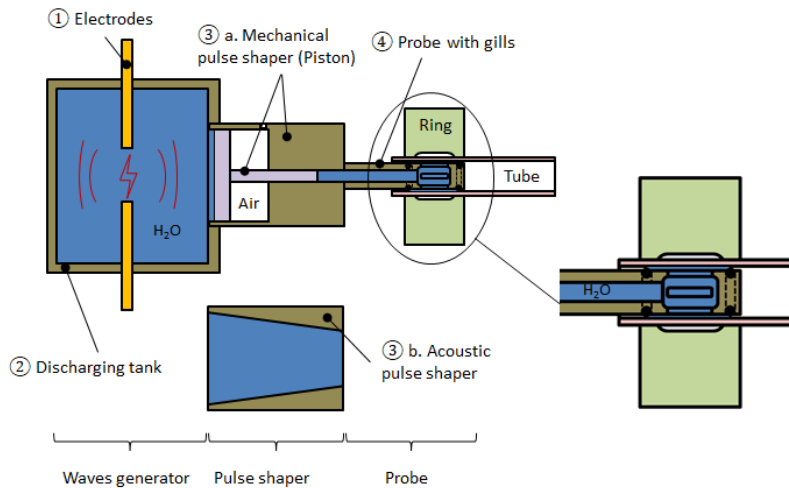 ① Electrodes
③ a. Mechanical
pulse shaper (Piston)
④ Probe with gills
Ring
Tube
Air
H₂O
H₂O
② Discharging tank
③ b. Acoustic
pulse shaper
Waves generator
Pulse shaper
Probe